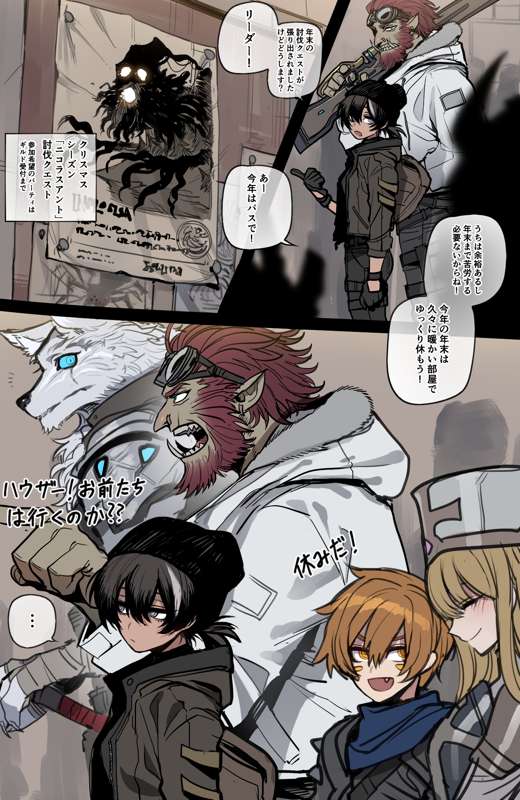 年末の
討伐クエストが
張り出されました
けどどうします?
リーダー!
クリスマス
シーズン
「ニコラスアント」
討伐クエスト
参加希望のパーティは
ギルド受付まで
あー
今年はパスで!
うちは余裕あるし
年末まで苦労する
必要ないからね!
今年の年末は
久々に暖かい部屋で
ゆっくり休もう!
ハウザー!お前たち
は行くのか??
休みだ!
…